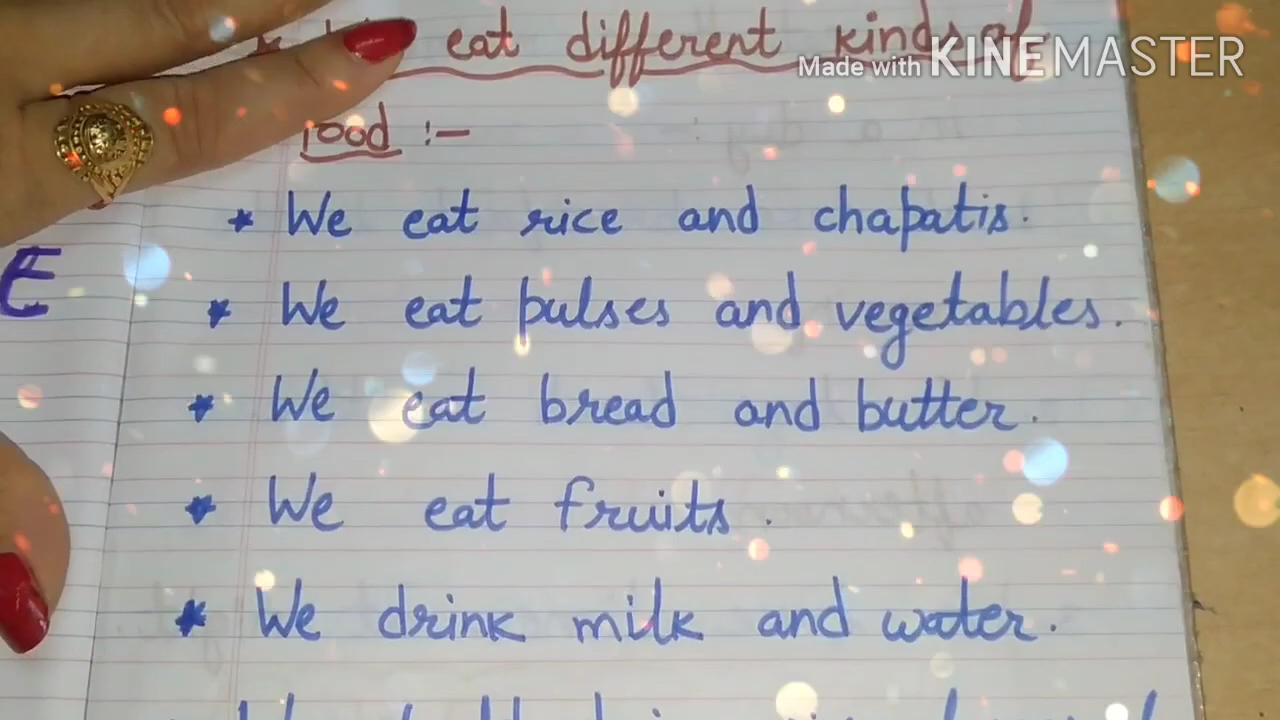 eat different kinds of
Made with KINEMASTER
food :-
* We eat rice and chapatis.
* We eat pulses and vegetables.
E
* We eat bread and butter.
* We eat fruits.
* We drink milk and water.